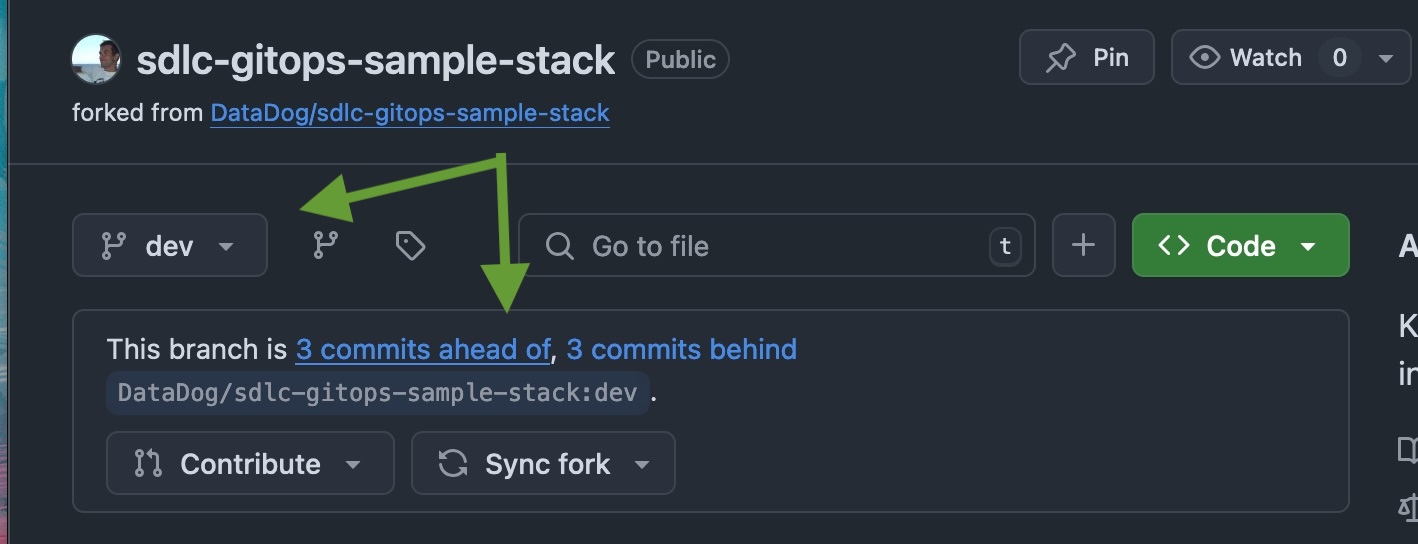 sdlc-gitops-sample-stack Public Pin Watch 0
forked from DataDog/sdlc-gitops-sample-stack
dev Go to file t Code A
This branch is 3 commits ahead of, 3 commits behind
DataDog/sdlc-gitops-sample-stack:dev.
Contribute Sync fork
K
in